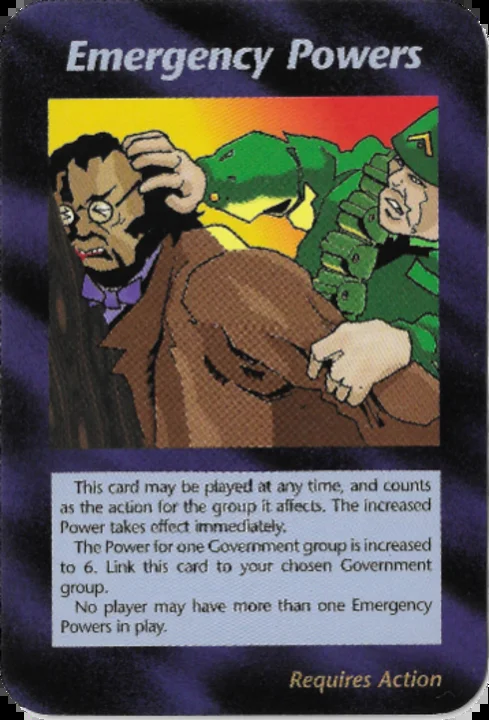 Emergency Powers
This card may be played at any time, and counts
as the action for the group it affects. The increased
Power takes effect immediately.
The Power for one Government group is increased
to 6. Link this card to your chosen Government
group.
No player may have more than one Emergency
Powers in play.
Requires Action